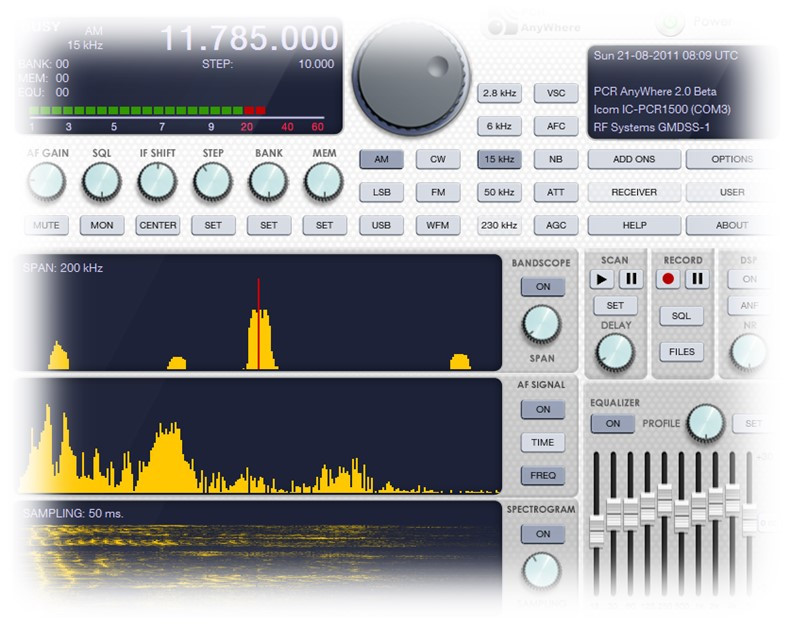 BUSY AM 11.785.000
15 kHz
BANK: 00 STEP: 10.000
MEM: 00
EQU: 00
1 3 5 7 9 20 40 60
AnyWhere
Power
Sun 21-08-2011 08:09 UTC
PCR AnyWhere 2.0 Beta
Icom IC-PCR1500 (COM3)
RF Systems GMDSS-1
AF GAIN SQL IF SHIFT STEP BANK MEM
MUTE MON CENTER SET SET SET
2.8 kHz VSC
6 kHz AFC
AM CW 15 kHz NB ADD ONS OPTIONS
LSB FM 50 kHz ATT RECEIVER USER
USB WFM 230 kHz AGC HELP ABOUT
SPAN: 200 kHz
BANDSCOPE
ON
SPAN
SCAN RECORD DSP
ON
SET SQL ANF
DELAY NR
FILES
AF SIGNAL
ON
TIME
FREQ
EQUALIZER
ON PROFILE SET
SAMPLING: 50 ms.
SPECTROGRAM
ON
SAMPLING